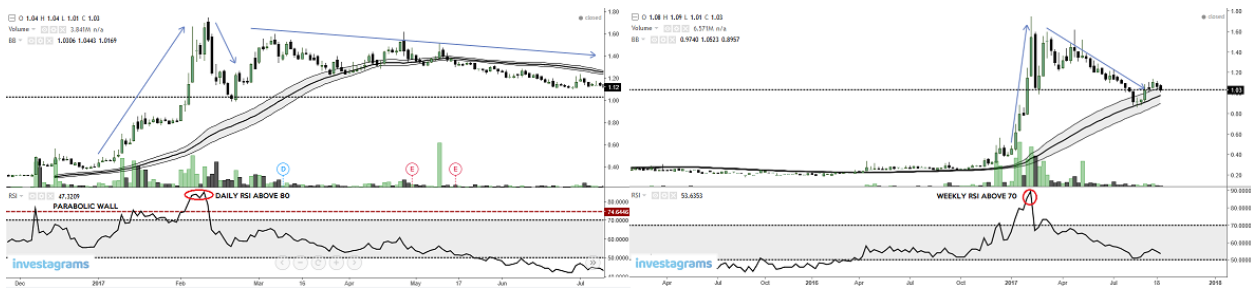 O 1.04 H 1.04 L 1.01 C 1.03
closed
Volume 3.841M n/a
BB 1.0306 1.0443 1.0169
1.80
1.60
1.40
1.20
1.12
1.00
0.80
0.60
0.40
D
E
E
RSI 47.3209
DAILY RSI ABOVE 80
PARABOLIC WALL
80.0000
74.6446
70.0000
60.0000
50.0000
40.0000
investagrams
Dec
2017
Feb
Mar
16
Apr
May
17
Jun
Jul
O 1.08 H 1.09 L 1.01 C 1.03
closed
Volume 6.571M n/a
BB 0.9740 1.0523 0.8957
1.80
1.60
1.40
1.20
1.03
0.80
0.60
0.40
0.20
RSI 53.6353
WEEKLY RSI ABOVE 70
90.0000
80.0000
70.0000
60.0000
50.0000
investagrams
Apr
Jul
Oct
2016
Apr
Jul
Oct
2017
Apr
Jul
18
2018